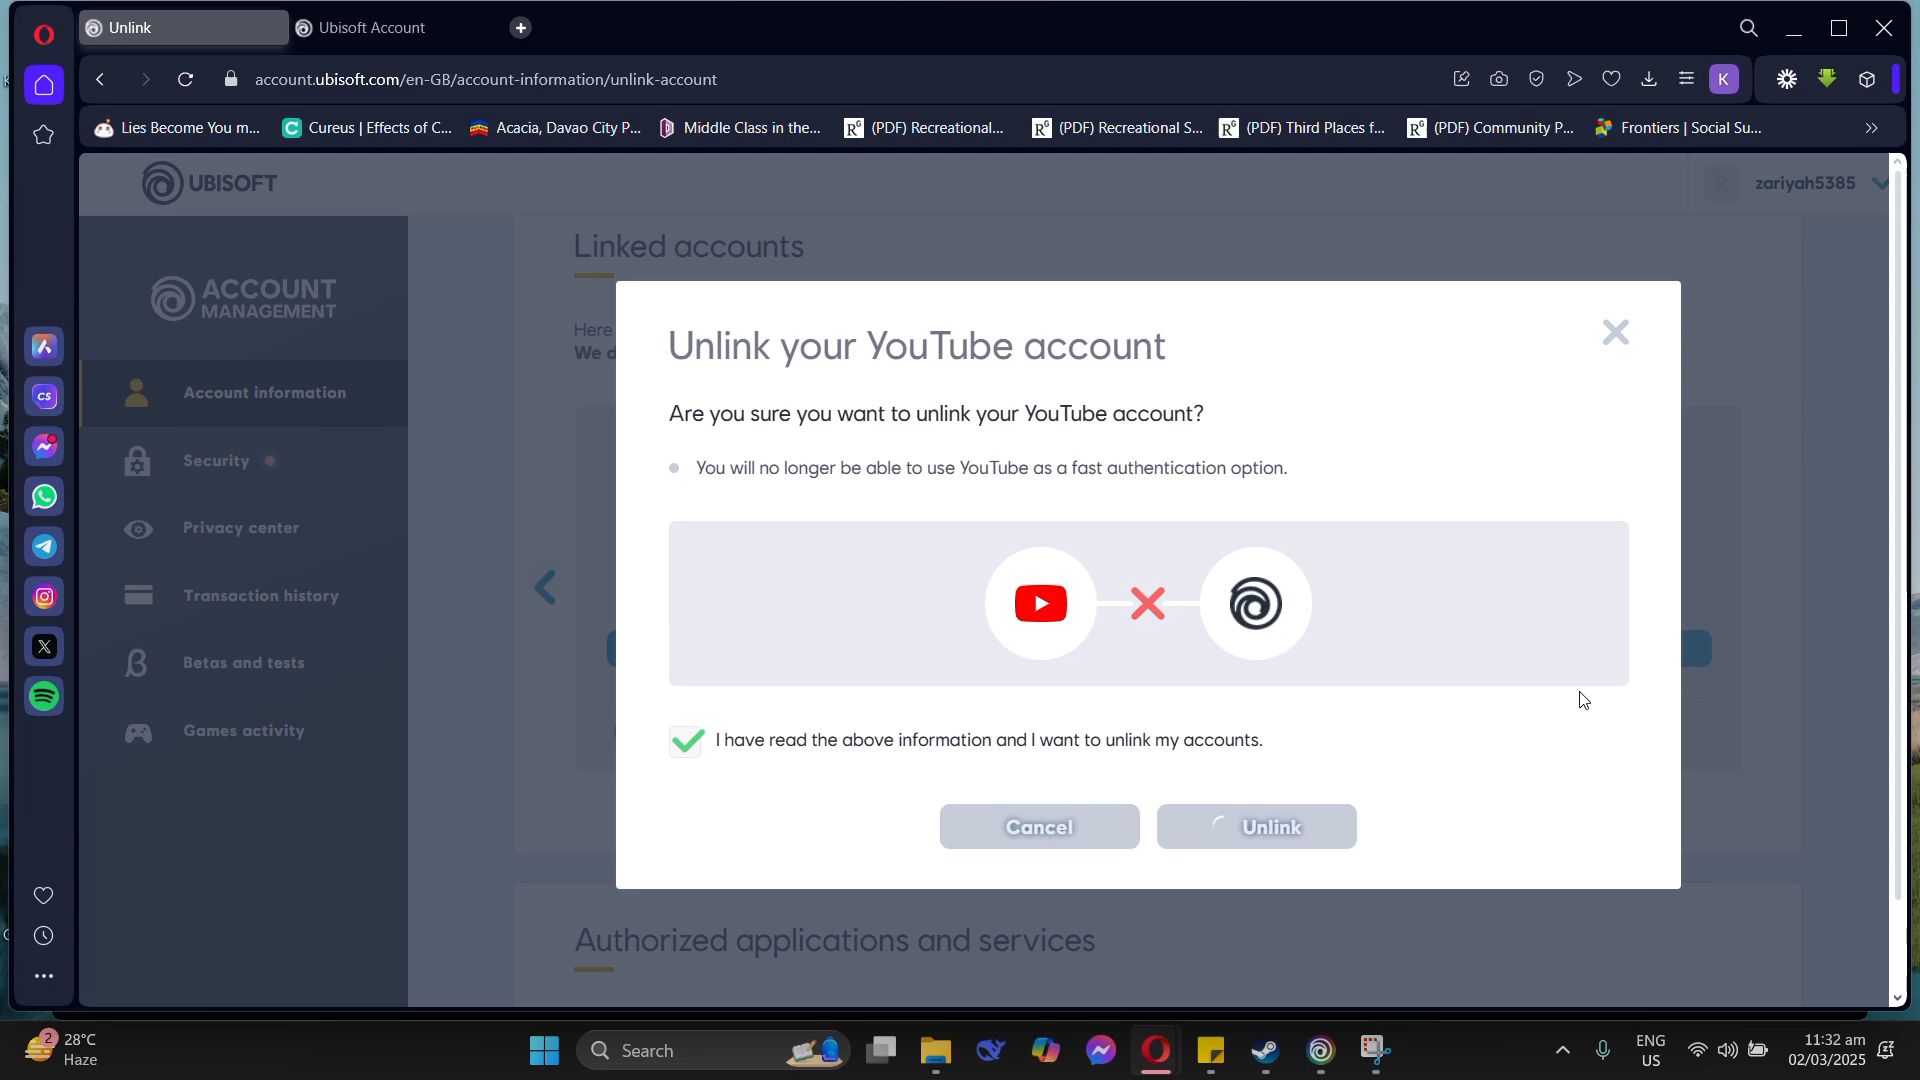 Unlink
Ubisoft Account
account.ubisoft.com/en-GB/account-information/unlink-account
K
Lies Become You m...
Cureus | Effects of C...
Acacia, Davao City P...
Middle Class in the...
(PDF) Recreational...
(PDF) Recreational S...
(PDF) Third Places f...
(PDF) Community P...
Frontiers | Social Su...
UBISOFT
zariyah5385
ACCOUNT
MANAGEMENT
Account information
Security
Privacy center
Transaction history
Betas and tests
Games activity
CS
Linked accounts
Here
We d
Unlink your YouTube account
Are you sure you want to unlink your YouTube account?
You will no longer be able to use YouTube as a fast authentication option.
I have read the above information and I want to unlink my accounts.
Cancel
Unlink
Authorized applications and services
2
28°C
Haze
Search
ENG
US
11:32 am
02/03/2025